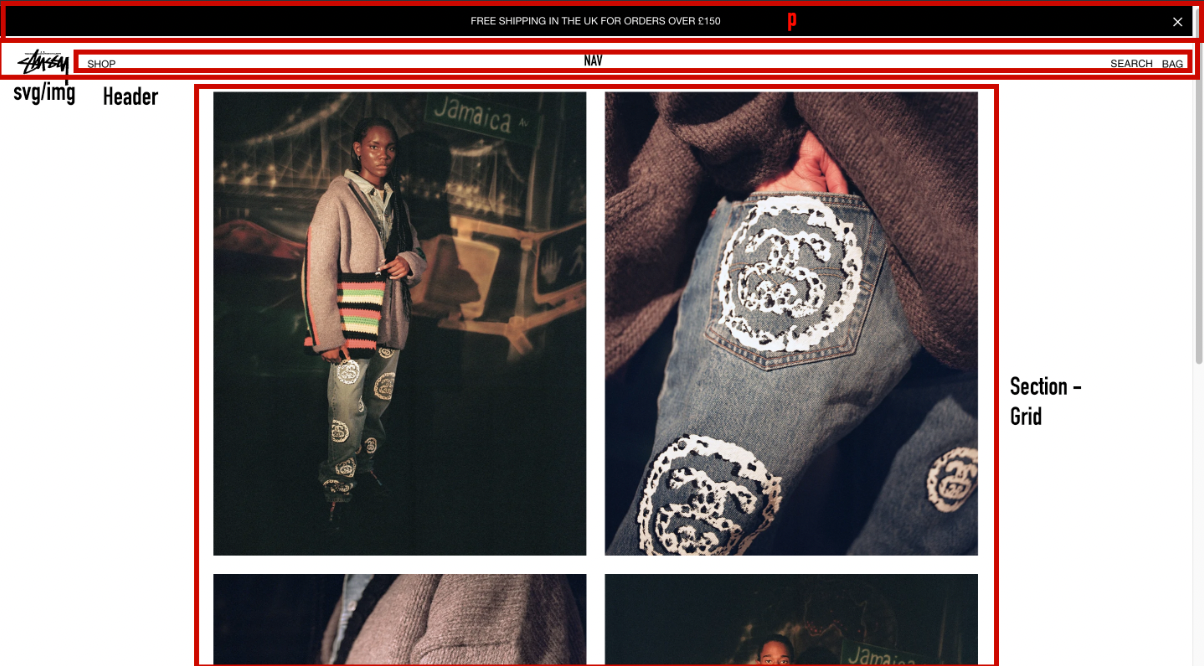 FREE SHIPPING IN THE UK FOR ORDERS OVER £150 p ×
Stüssy SHOP NAV SEARCH BAG
svg/img Header
Jamaica AV
Section -
Grid
Jamaica